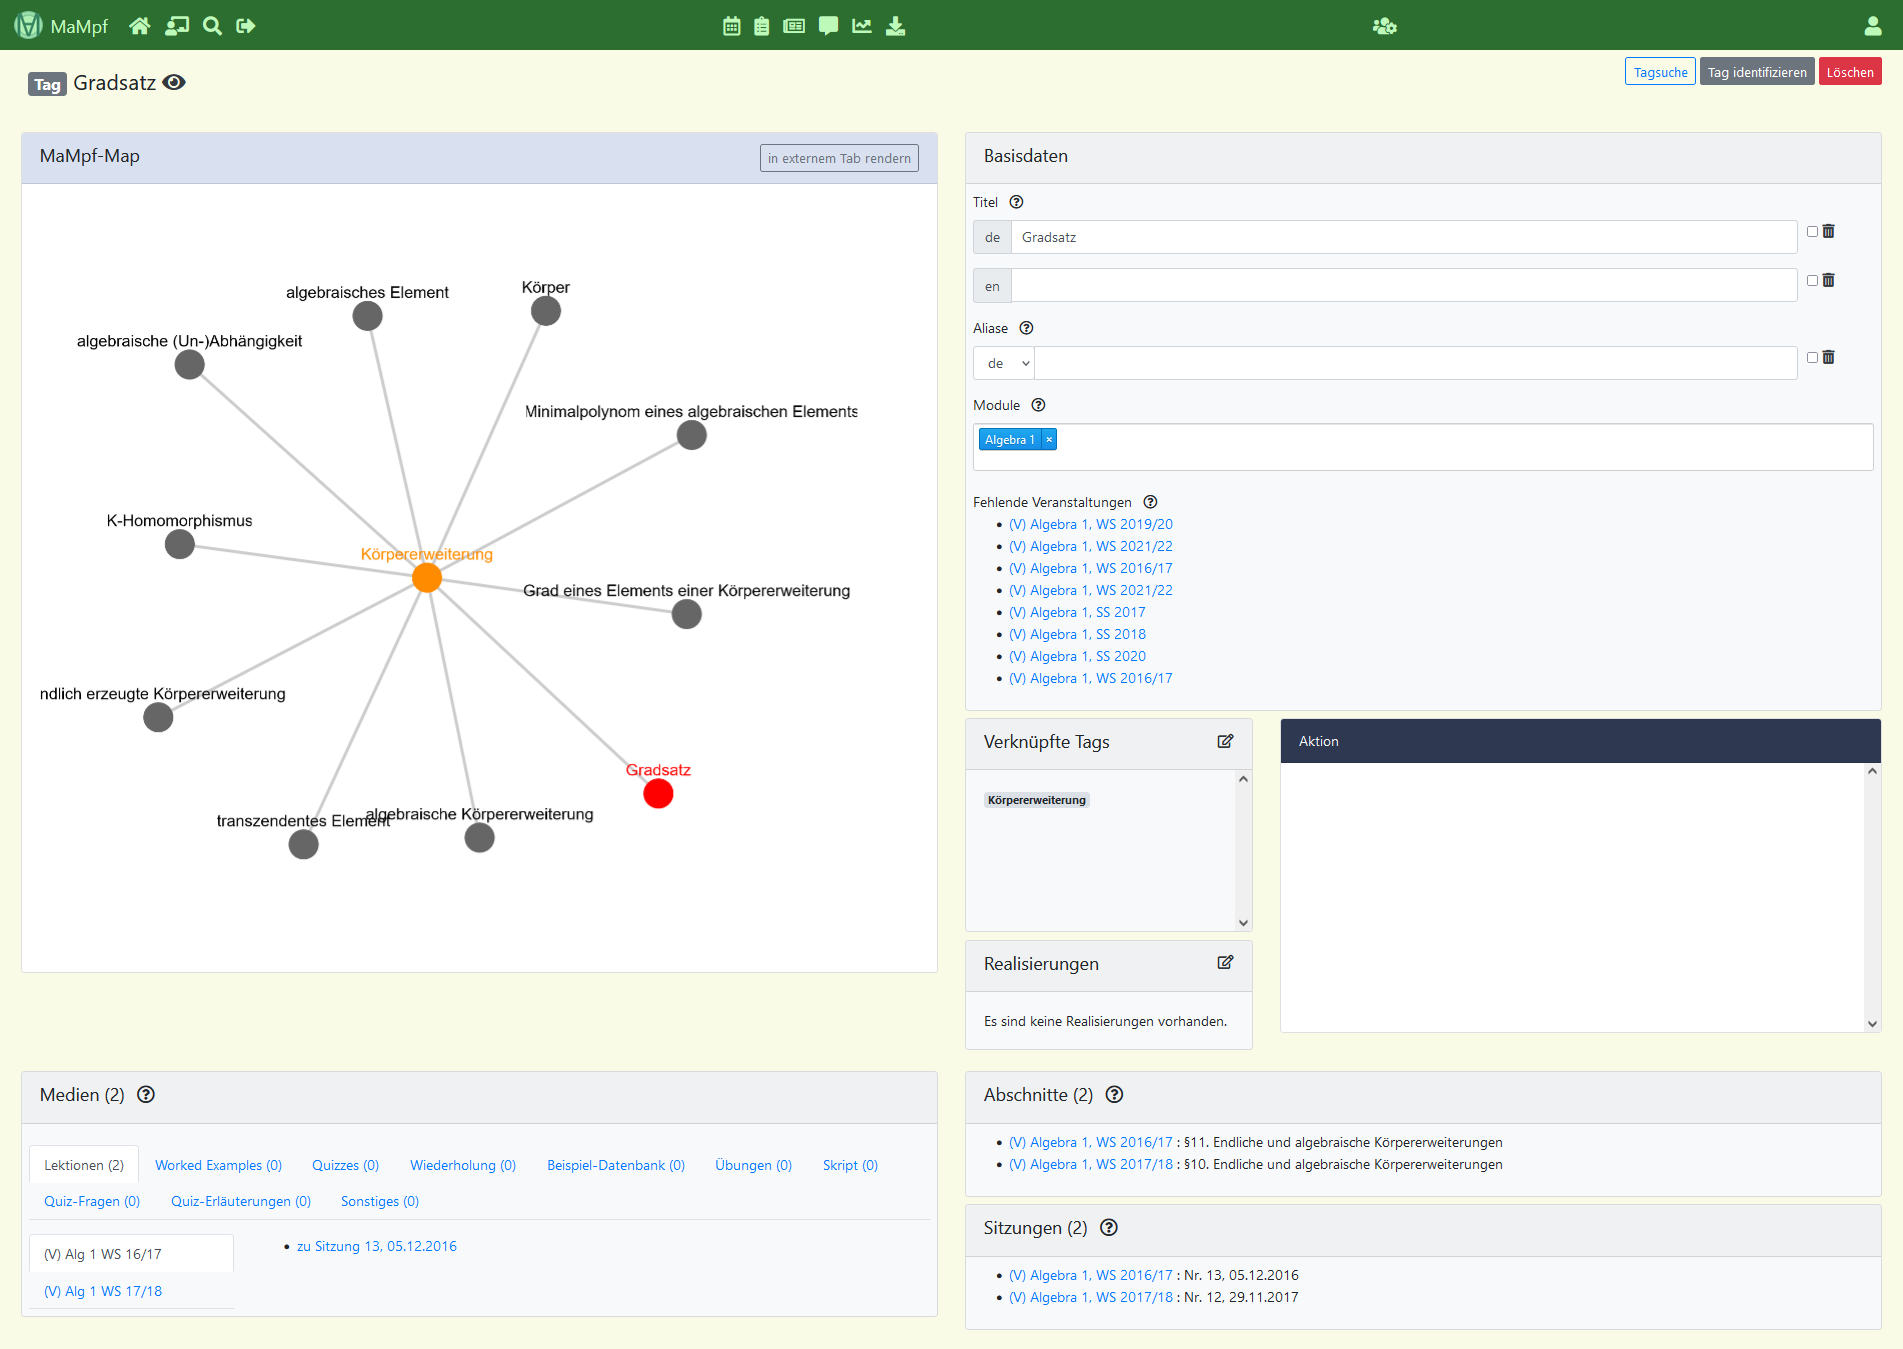 MaMpf
Tag Gradsatz
Tagsuche
Tag identifizieren
Löschen
MaMpf-Map
in externem Tab rendern
Körper
algebraisches Element
algebraische (Un-)Abhängigkeit
Minimalpolynom eines algebraischen Elements
K-Homomorphismus
Körpererweiterung
Grad eines Elements einer Körpererweiterung
ndlich erzeugte Körpererweiterung
Gradsatz
algebraische Körpererweiterung
transzendentes Element
Basisdaten
Titel
de Gradsatz
en
Aliase
de
Module
Algebra 1 ×
Fehlende Veranstaltungen
(V) Algebra 1, WS 2019/20
(V) Algebra 1, WS 2021/22
(V) Algebra 1, WS 2016/17
(V) Algebra 1, WS 2021/22
(V) Algebra 1, SS 2017
(V) Algebra 1, SS 2018
(V) Algebra 1, SS 2020
(V) Algebra 1, WS 2016/17
Verknüpfte Tags
Körpererweiterung
Aktion
Realisierungen
Es sind keine Realisierungen vorhanden.
Medien (2)
Lektionen (2) Worked Examples (0) Quizzes (0) Wiederholung (0) Beispiel-Datenbank (0) Übungen (0) Skript (0)
Quiz-Fragen (0) Quiz-Erläuterungen (0) Sonstiges (0)
(V) Alg 1 WS 16/17
(V) Alg 1 WS 17/18
zu Sitzung 13, 05.12.2016
Abschnitte (2)
(V) Algebra 1, WS 2016/17 : §11. Endliche und algebraische Körpererweiterungen
(V) Algebra 1, WS 2017/18 : §10. Endliche und algebraische Körpererweiterungen
Sitzungen (2)
(V) Algebra 1, WS 2016/17 : Nr. 13, 05.12.2016
(V) Algebra 1, WS 2017/18 : Nr. 12, 29.11.2017